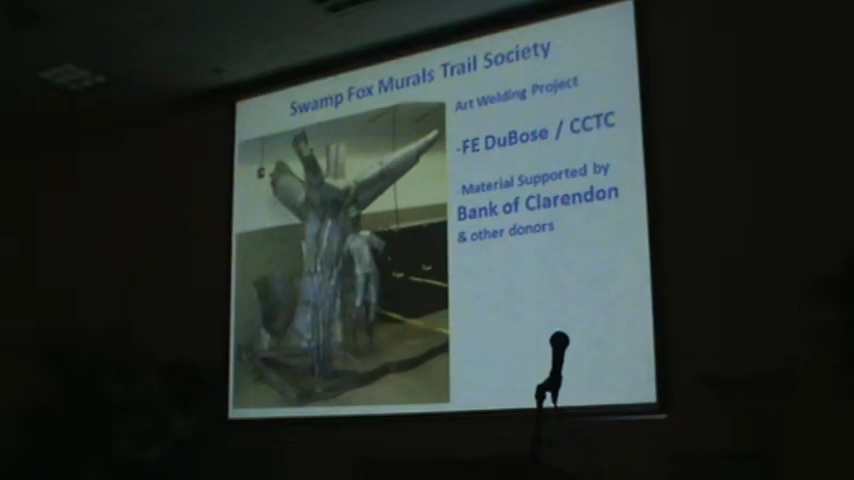 Swamp Fox Murals Trail Society
Art Welding Project
-FE DuBose / CCTC
-Material Supported by
Bank of Clarendon
& other donors